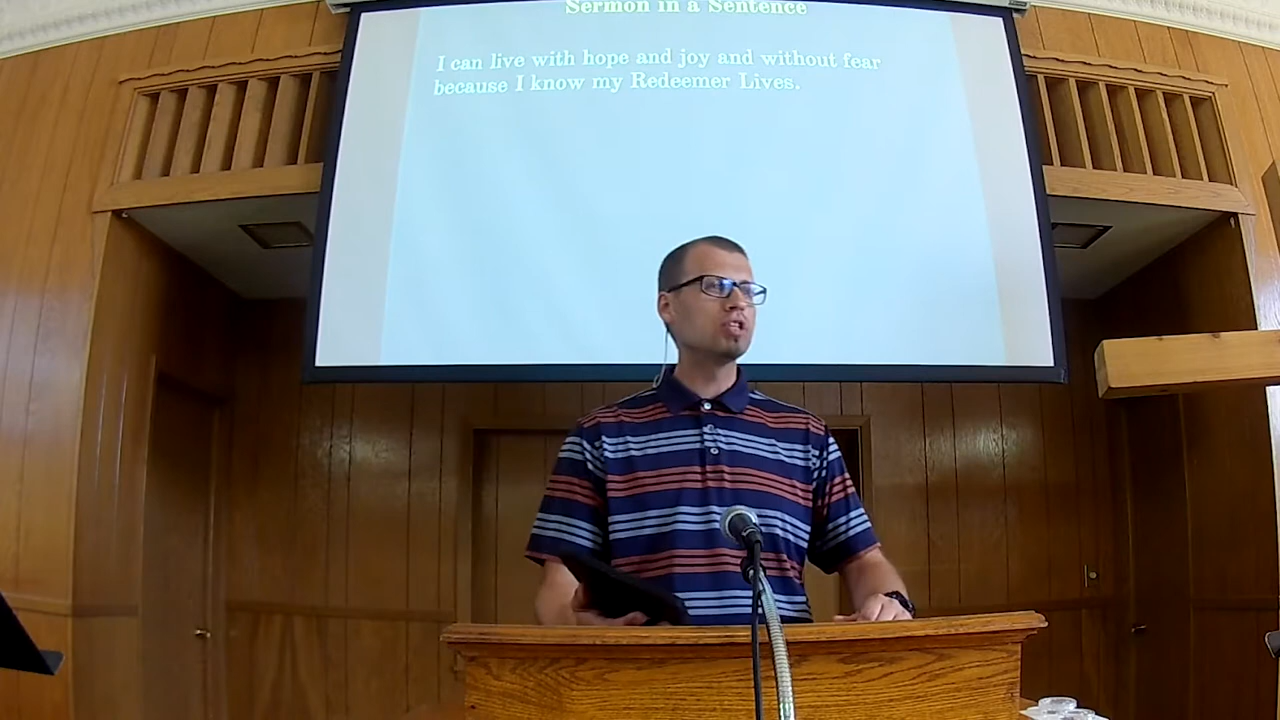 Sermon in a Sentence
I can live with hope and joy and without fear
because I know my Redeemer Lives.